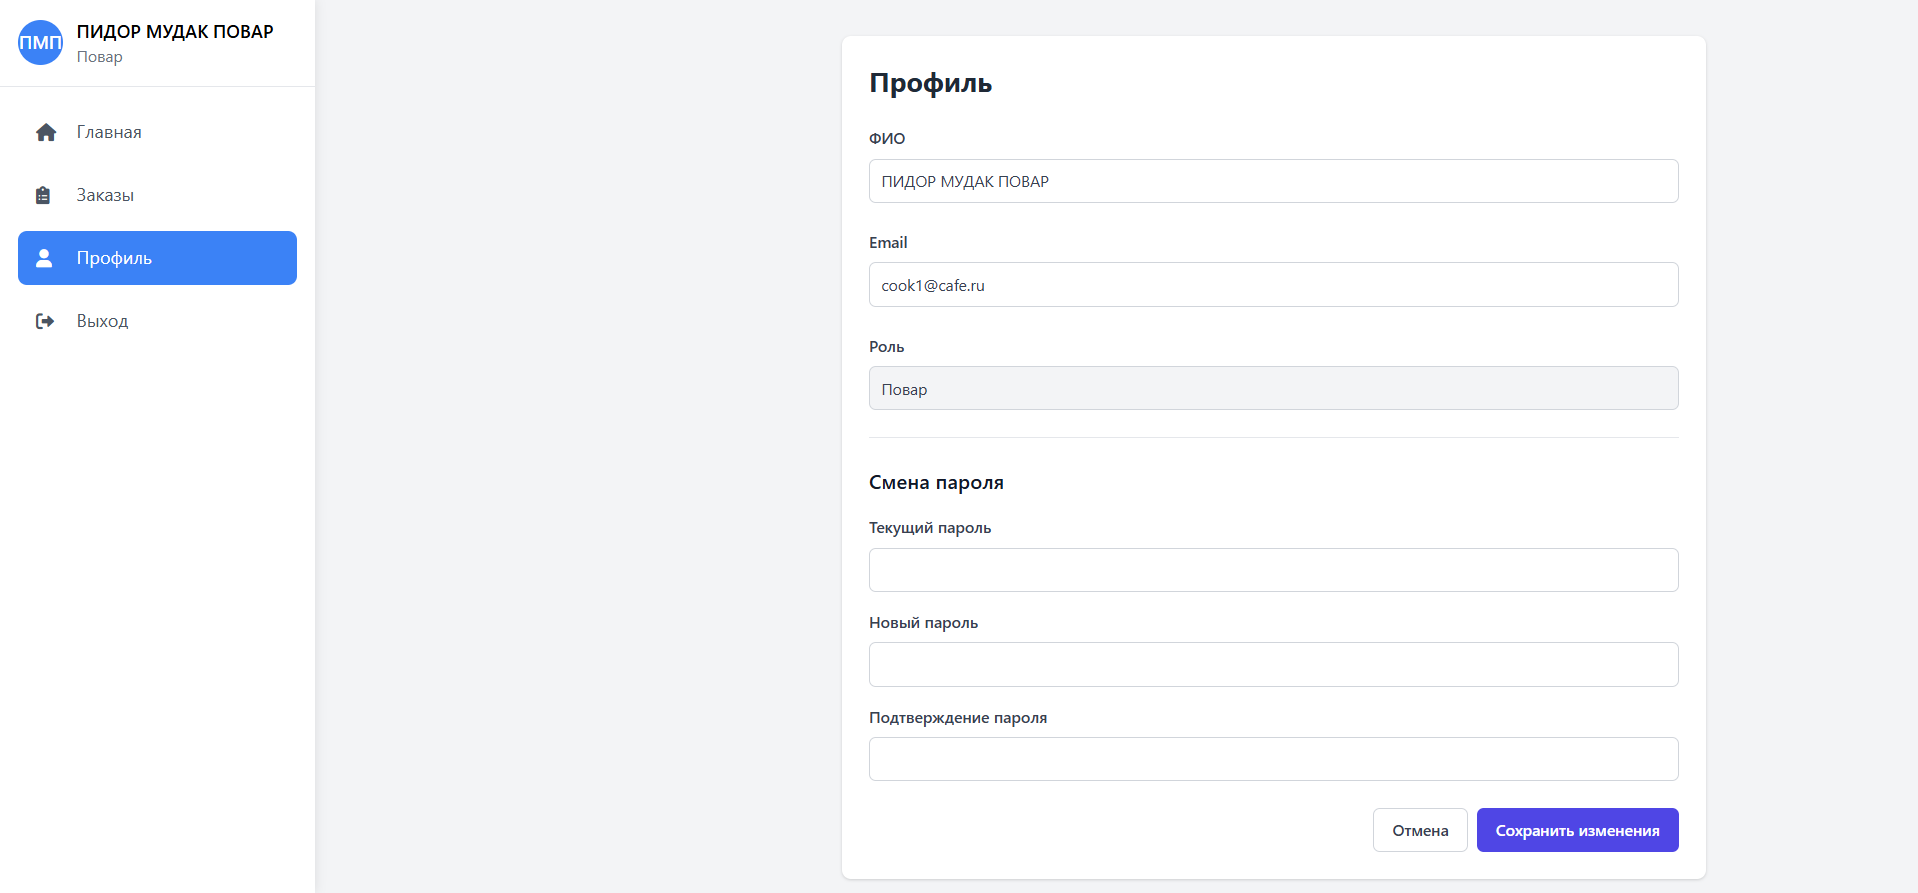 ПМП
ПИДОР МУДАК ПОВАР
Повар
Главная
Заказы
Профиль
Выход
Профиль
ФИО
ПИДОР МУДАК ПОВАР
Email
cook1@cafe.ru
Роль
Повар
Смена пароля
Текущий пароль
Новый пароль
Подтверждение пароля
Отмена
Сохранить изменения